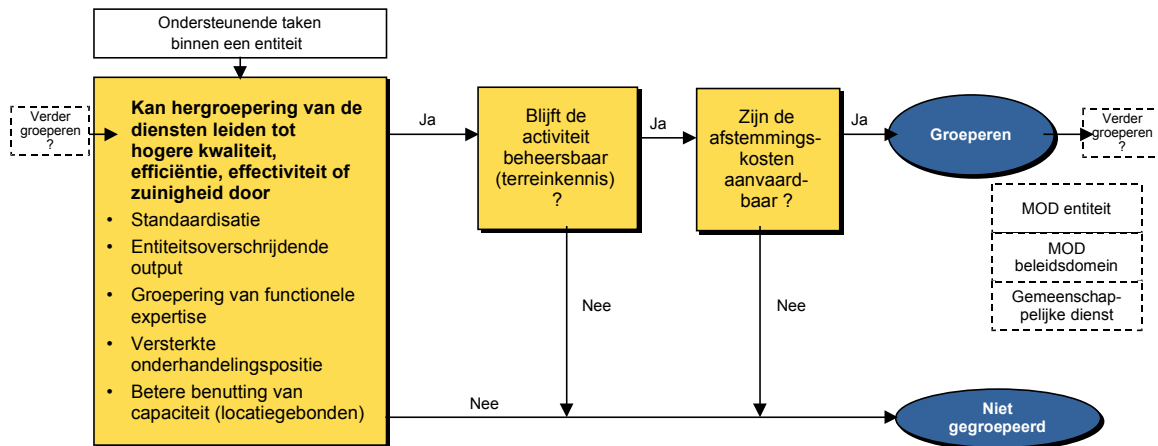 Ondersteunende taken
binnen een entiteit
Verder
groeperen
?
Kan hergroepering van de
diensten leiden tot
hogere kwaliteit,
efficiëntie, effectiviteit of
zuinigheid door
• Standaardisatie
• Entiteitsoverschrijdende
output
• Groepering van functionele
expertise
• Versterkte
onderhandelingspositie
• Betere benutting van
capaciteit (locatiegebonden)
Ja
Blijft de
activiteit
beheersbaar
(terreinkennis)
?
Ja
Zijn de
afstemmings-
kosten
aanvaard-
baar ?
Ja
Groeperen
Verder
groeperen
?
MOD entiteit
MOD
beleidsdomein
Gemeenschap-
pelijke dienst
Nee
Nee
Nee
Niet
gegroepeerd